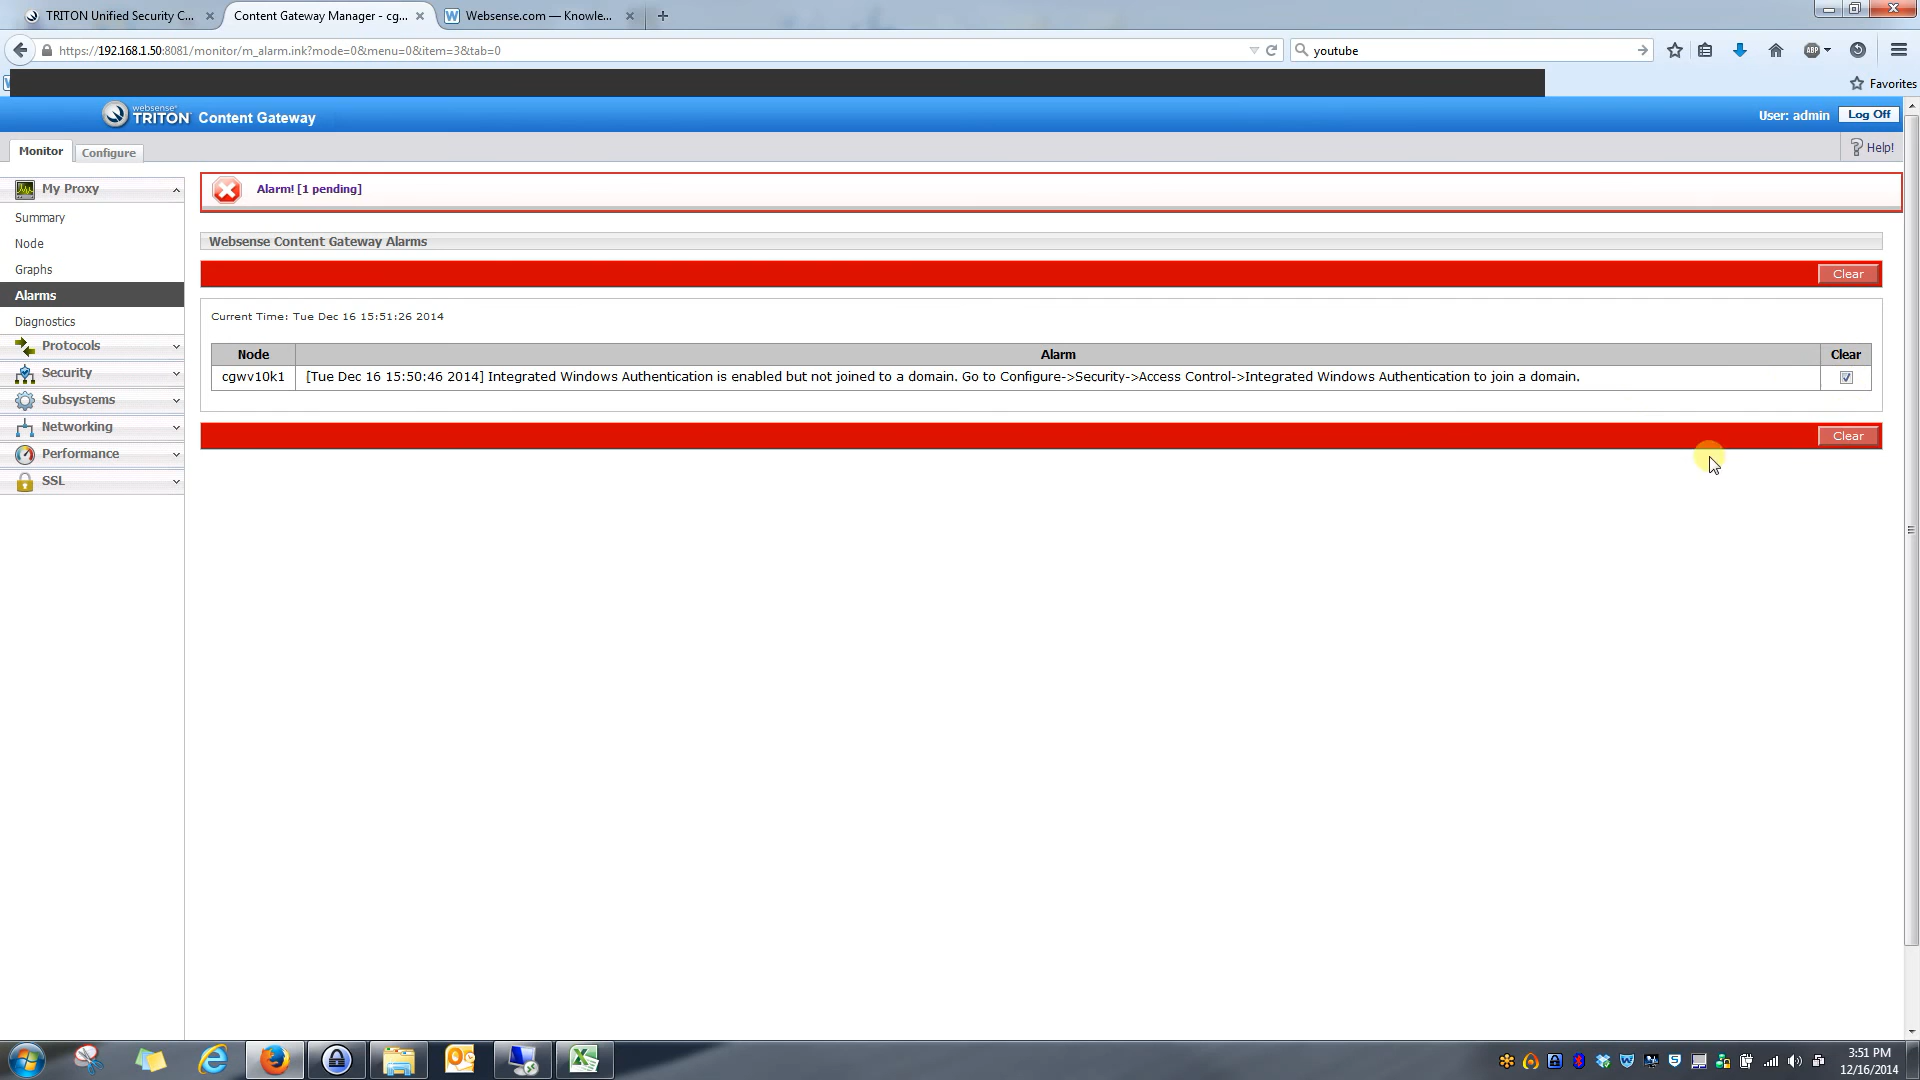 TRITON Unified Security C... Content Gateway Manager - cg... Websense.com — Knowle...
https://192.168.1.50:8081/monitor/m_alarm.ink?mode=0&menu=0&item=3&tab=0 youtube
Favorites
websense®
TRITON® Content Gateway User: admin Log Off
Monitor Configure Help!
My Proxy
Summary
Node
Graphs
Alarms
Diagnostics
Protocols
Security
Subsystems
Networking
Performance
SSL
Alarm! [1 pending]
Websense Content Gateway Alarms
Clear
Current Time: Tue Dec 16 15:51:26 2014
Node Alarm Clear
cgwv10k1 [Tue Dec 16 15:50:46 2014] Integrated Windows Authentication is enabled but not joined to a domain. Go to Configure->Security->Access Control->Integrated Windows Authentication to join a domain.
Clear
3:51 PM
12/16/2014